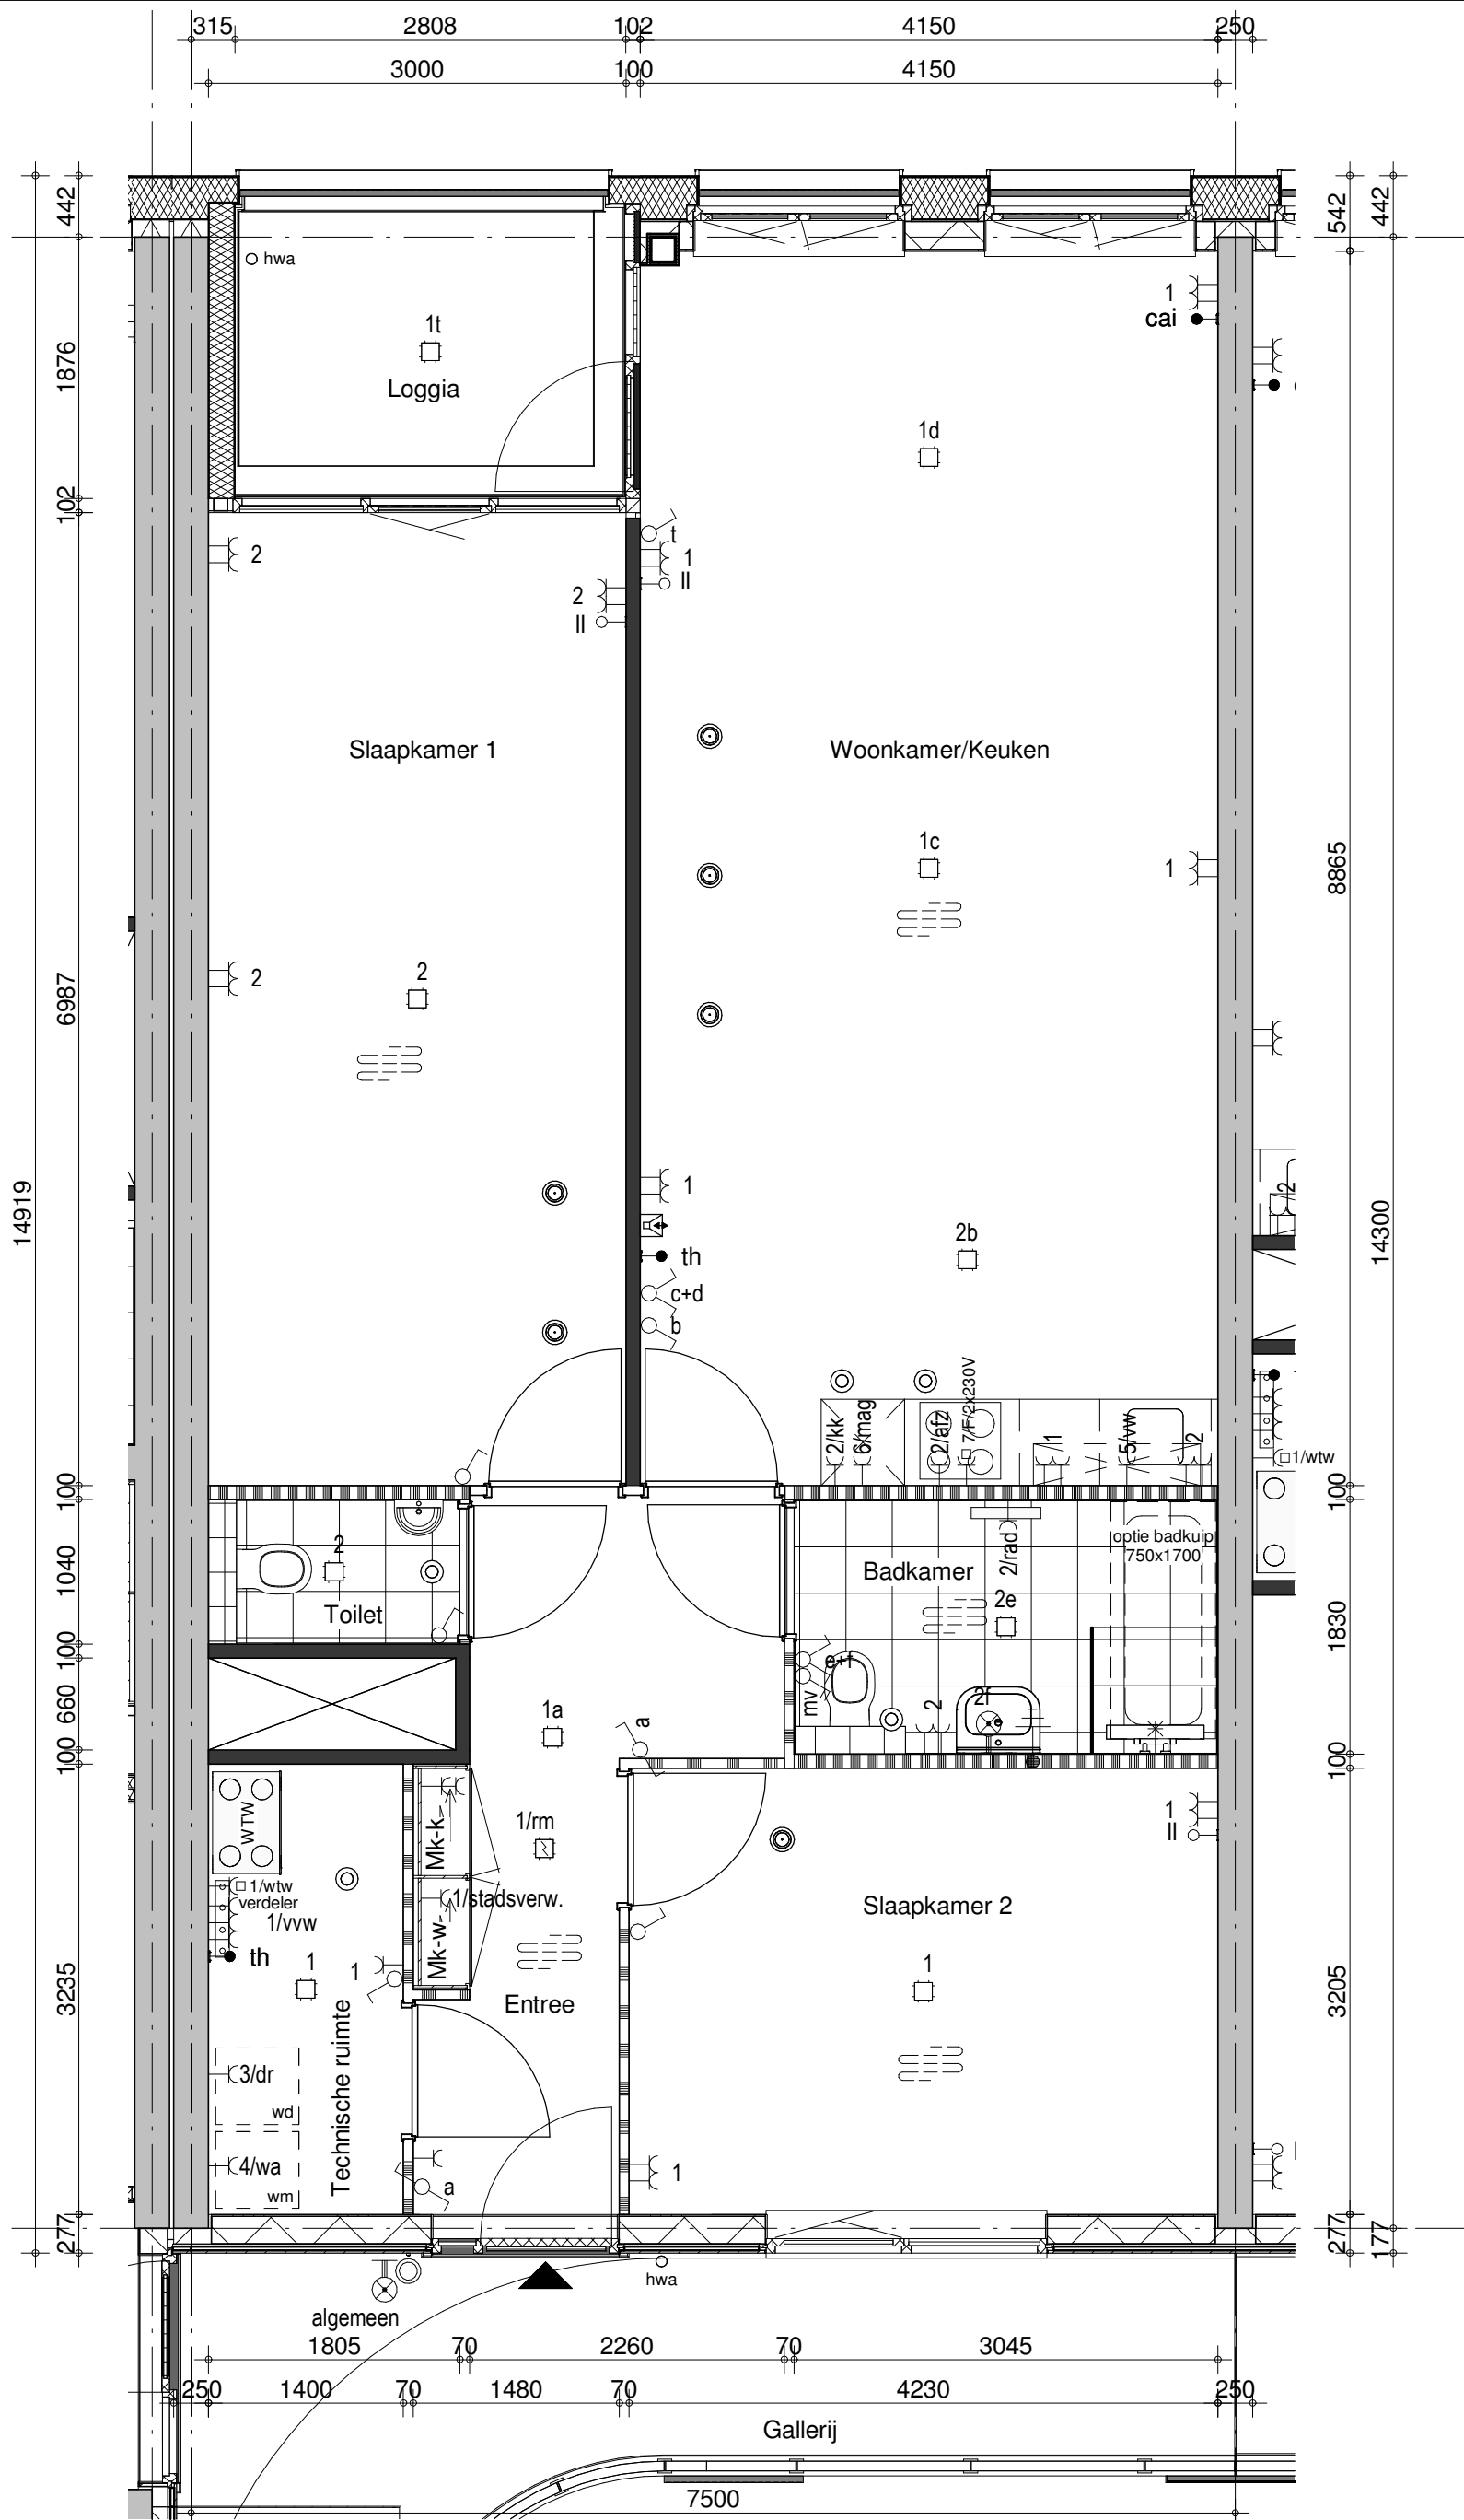 315 2808 102 4150 250
3000 100 4150
442
542
442
hwa
1
cai
1t
Loggia
1876
1d
102
t
1
2
2
II
II
Slaapkamer 1
Woonkamer/Keuken
1c
1
8865
2
2
6987
1
14919
14300
2
2b
th
c+d
b
2/kk
6/mag
2/afz
7/F/2x230V
1
5/vw
2
1/wtw
100
100
2
1040
Toilet
Badkamer
2/rad
optie badkuip
750x1700
2e
1830
100
e+f
mv
2
2f
660
1a
a
100
100
WTW
Mk-k
1/rm
1
II
1/wtw
verdeler
1/vvw
1/stadsverw.
Mk-w
Slaapkamer 2
th
1
1
1
3235
Entree
3205
Technische ruimte
3/dr
wd
4/wa
wm
a
1
277
277
177
hwa
algemeen
1805 70 2260 70 3045
250 1400 70 1480 70 4230 250
Gallerij
7500